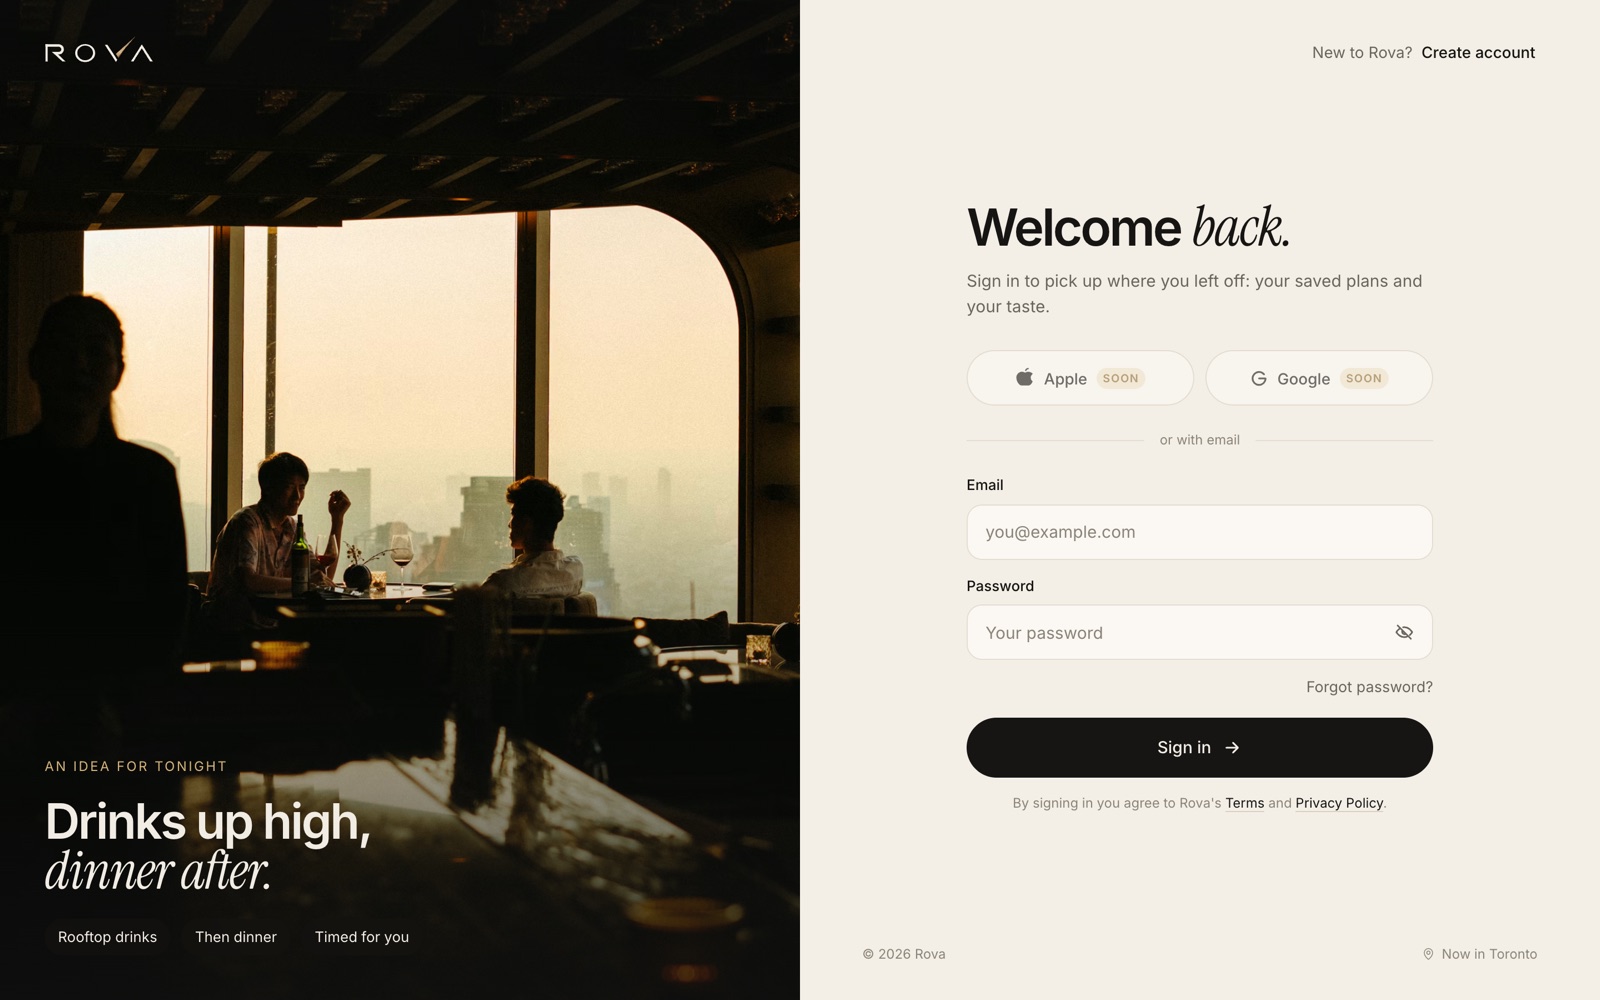 ROVA
New to Rova? Create account
Welcome back.
Sign in to pick up where you left off: your saved plans and
your taste.
Apple SOON
Google SOON
or with email
Email
you@example.com
Password
Your password
Forgot password?
Sign in →
By signing in you agree to Rova's Terms and Privacy Policy.
AN IDEA FOR TONIGHT
Drinks up high,
dinner after.
Rooftop drinks
Then dinner
Timed for you
© 2026 Rova
Now in Toronto